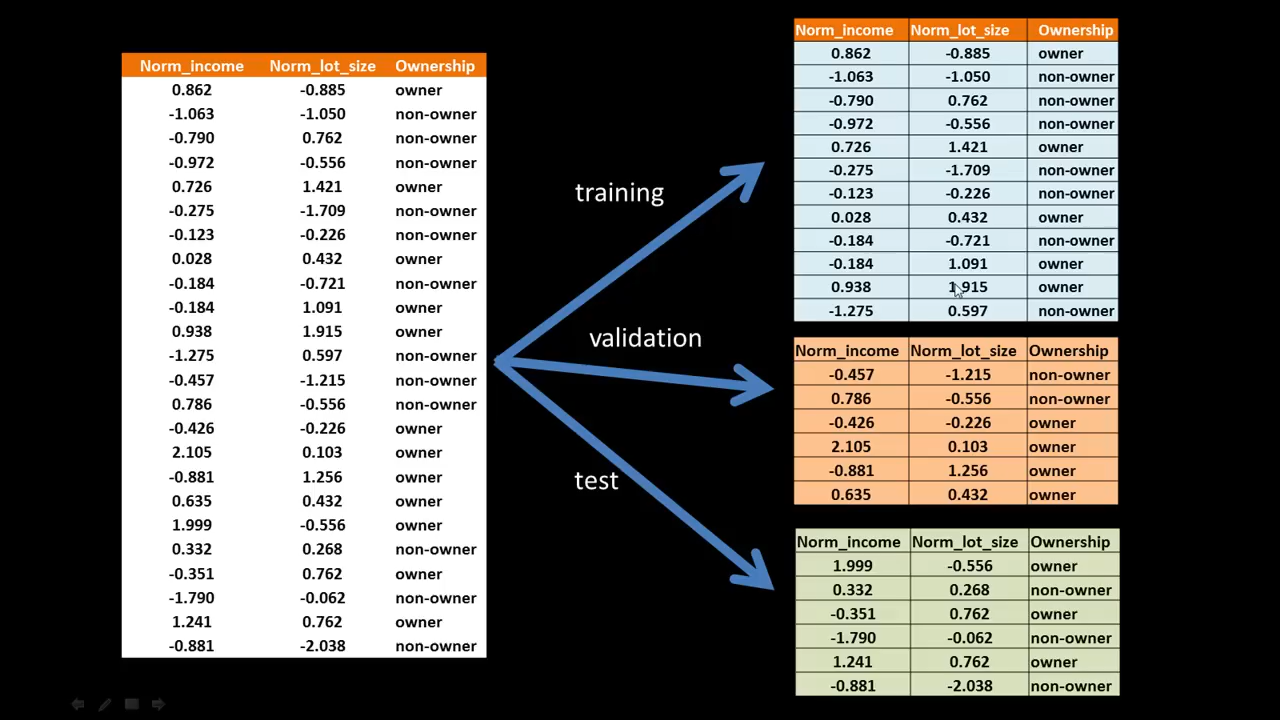 Norm_income Norm_lot_size Ownership
0.862 -0.885 owner
-1.063 -1.050 non-owner
-0.790 0.762 non-owner
-0.972 -0.556 non-owner
0.726 1.421 owner
-0.275 -1.709 non-owner
-0.123 -0.226 non-owner
0.028 0.432 owner
-0.184 -0.721 non-owner
-0.184 1.091 owner
0.938 1.915 owner
-1.275 0.597 non-owner
-0.457 -1.215 non-owner
0.786 -0.556 non-owner
-0.426 -0.226 owner
2.105 0.103 owner
-0.881 1.256 owner
0.635 0.432 owner
1.999 -0.556 owner
0.332 0.268 non-owner
-0.351 0.762 owner
-1.790 -0.062 non-owner
1.241 0.762 owner
-0.881 -2.038 non-owner
training
validation
test
Norm_income Norm_lot_size Ownership
0.862 -0.885 owner
-1.063 -1.050 non-owner
-0.790 0.762 non-owner
-0.972 -0.556 non-owner
0.726 1.421 owner
-0.275 -1.709 non-owner
-0.123 -0.226 non-owner
0.028 0.432 owner
-0.184 -0.721 non-owner
-0.184 1.091 owner
0.938 1.915 owner
-1.275 0.597 non-owner
Norm_income Norm_lot_size Ownership
-0.457 -1.215 non-owner
0.786 -0.556 non-owner
-0.426 -0.226 owner
2.105 0.103 owner
-0.881 1.256 owner
0.635 0.432 owner
Norm_income Norm_lot_size Ownership
1.999 -0.556 owner
0.332 0.268 non-owner
-0.351 0.762 owner
-1.790 -0.062 non-owner
1.241 0.762 owner
-0.881 -2.038 non-owner